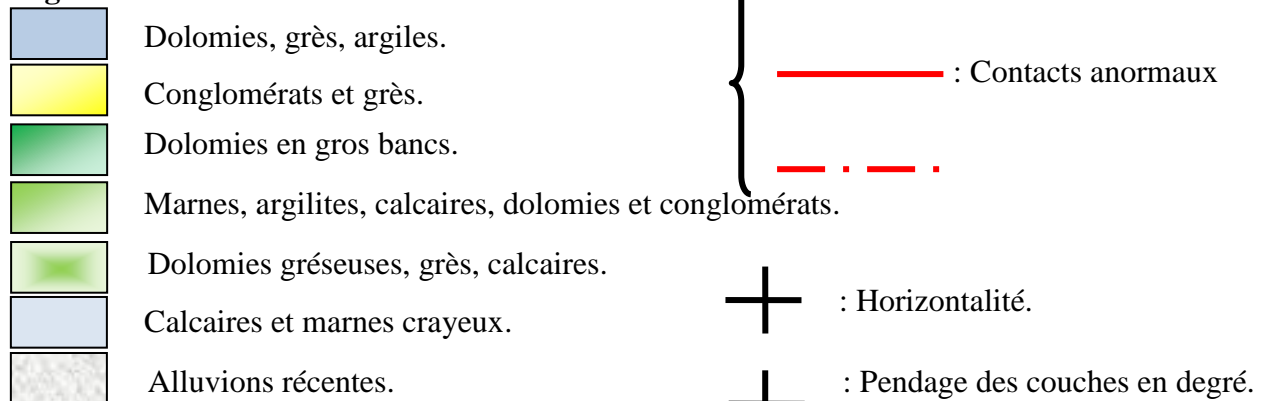 Dolomies, grès, argiles.
Conglomérats et grès.
Dolomies en gros bancs.
Marnes, argilites, calcaires, dolomies et conglomérats.
Dolomies gréseuses, grès, calcaires.
Calcaires et marnes crayeux.
Alluvions récentes.
: Contacts anormaux
: Horizontalité.
: Pendage des couches en degré.